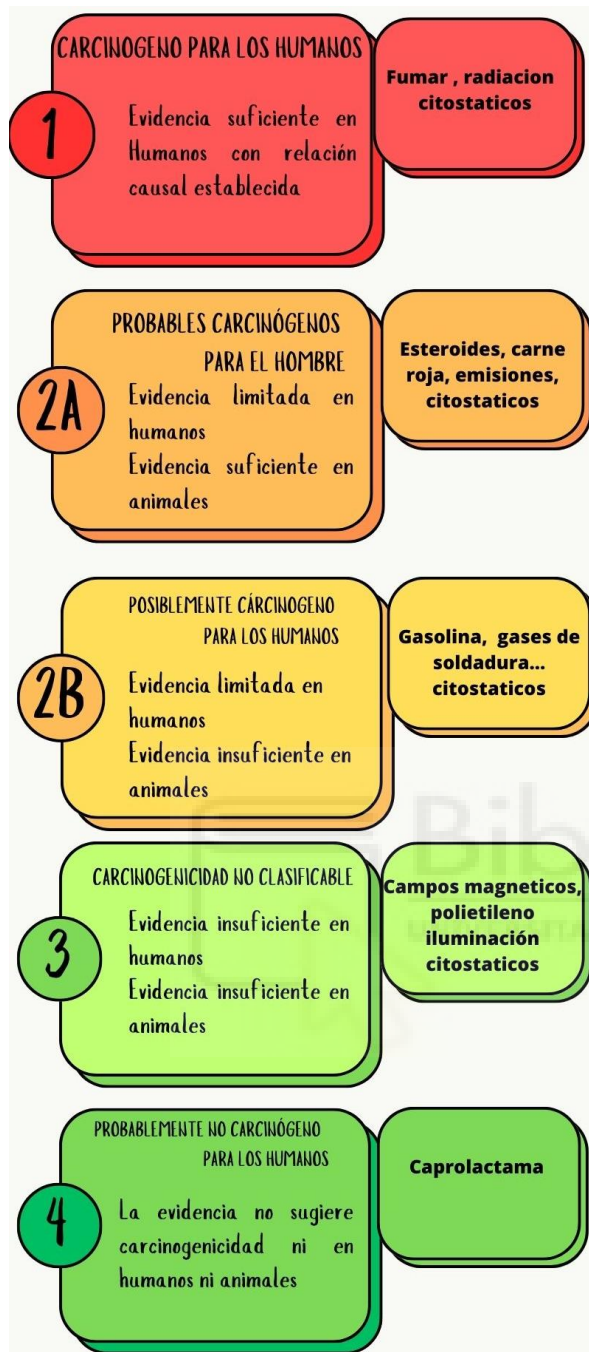 CARCINOGENO PARA LOS HUMANOS
1
Evidencia suficiente en
Humanos con relación
causal establecida
Fumar , radiacion
citostaticos
PROBABLES CARCINÓGENOS
PARA EL HOMBRE
2A
Evidencia limitada en
humanos
Evidencia suficiente en
animales
Esteroides, carne
roja, emisiones,
citostaticos
POSIBLEMENTE CÁRCINOGENO
PARA LOS HUMANOS
2B
Evidencia limitada en
humanos
Evidencia insuficiente en
animales
Gasolina, gases de
soldadura...
citostaticos
CARCINOGENICIDAD NO CLASIFICABLE
3
Evidencia insuficiente en
humanos
Evidencia insuficiente en
animales
Campos magneticos,
polietileno
iluminación
citostaticos
PROBABLEMENTE NO CARCINÓGENO
PARA LOS HUMANOS
4
La evidencia no sugiere
carcinogenicidad ni en
humanos ni animales
Caprolactama
Bib